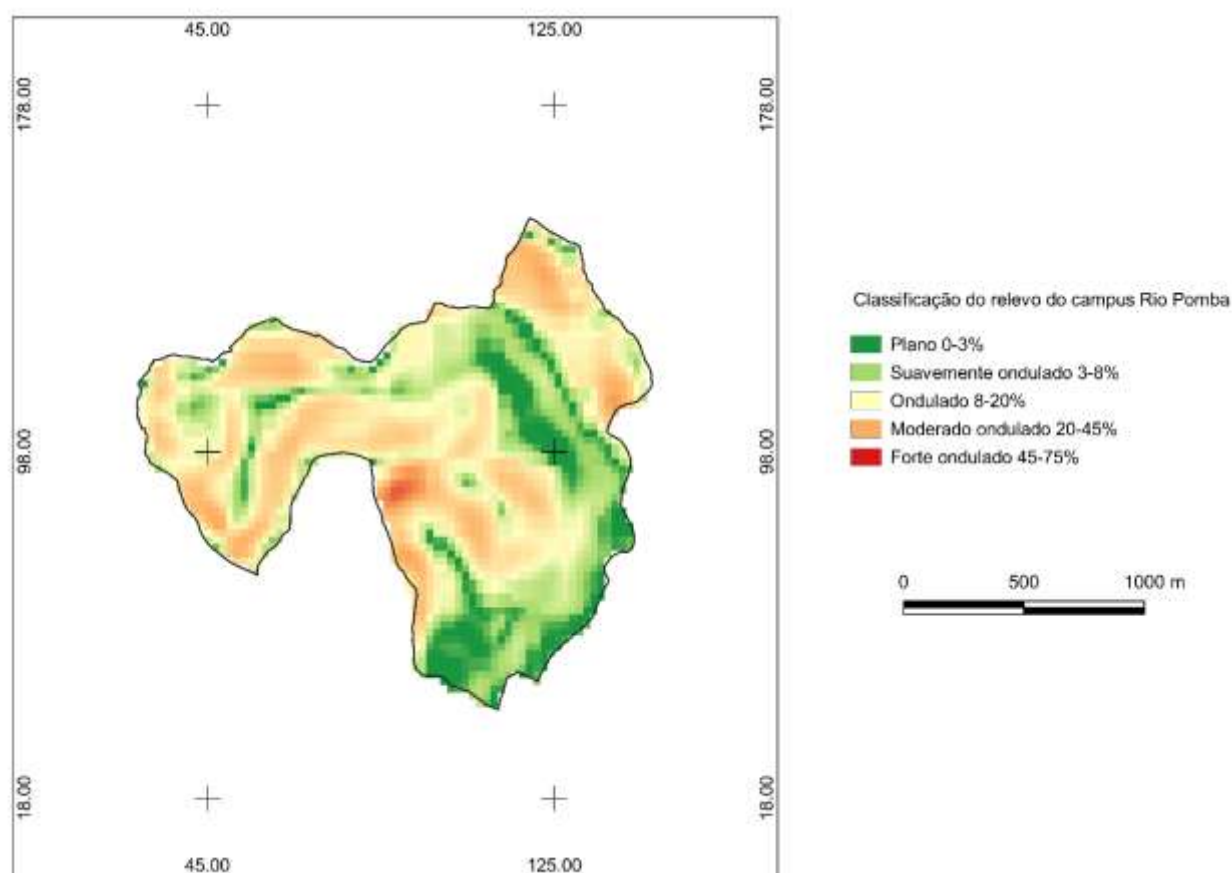 45.00 125.00
178.00 178.00
98.00 98.00
18.00 18.00
45.00 125.00
Classificação do relevo do campus Rio Pomba
Plano 0-3%
Suavemente ondulado 3-8%
Ondulado 8-20%
Moderado ondulado 20-45%
Forte ondulado 45-75%
0 500 1000 m